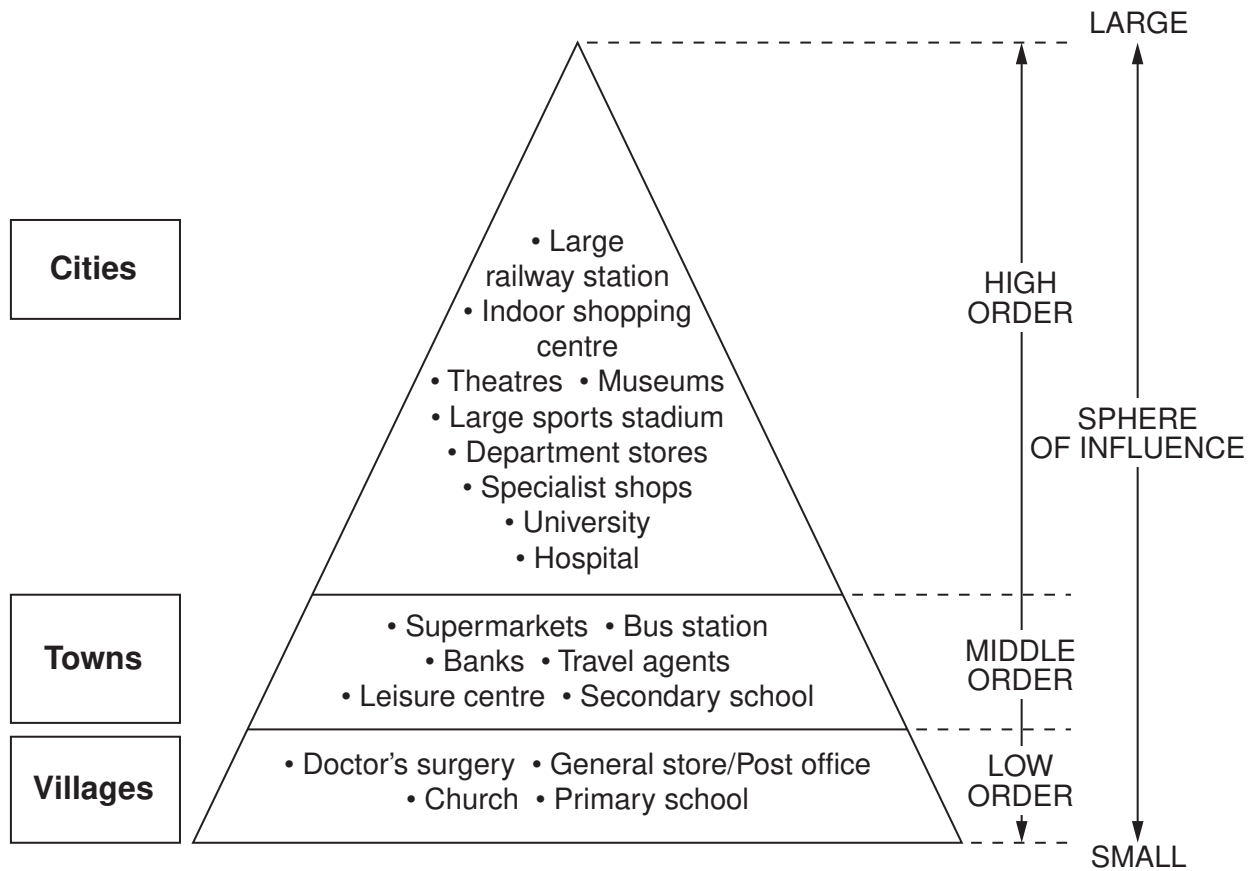 LARGE
Cities
• Large
railway station
• Indoor shopping
centre
• Theatres • Museums
• Large sports stadium
• Department stores
• Specialist shops
• University
• Hospital
HIGH
ORDER
SPHERE
OF INFLUENCE
Towns
• Supermarkets • Bus station
• Banks • Travel agents
• Leisure centre • Secondary school
MIDDLE
ORDER
Villages
• Doctor's surgery • General store/Post office
• Church • Primary school
LOW
ORDER
SMALL